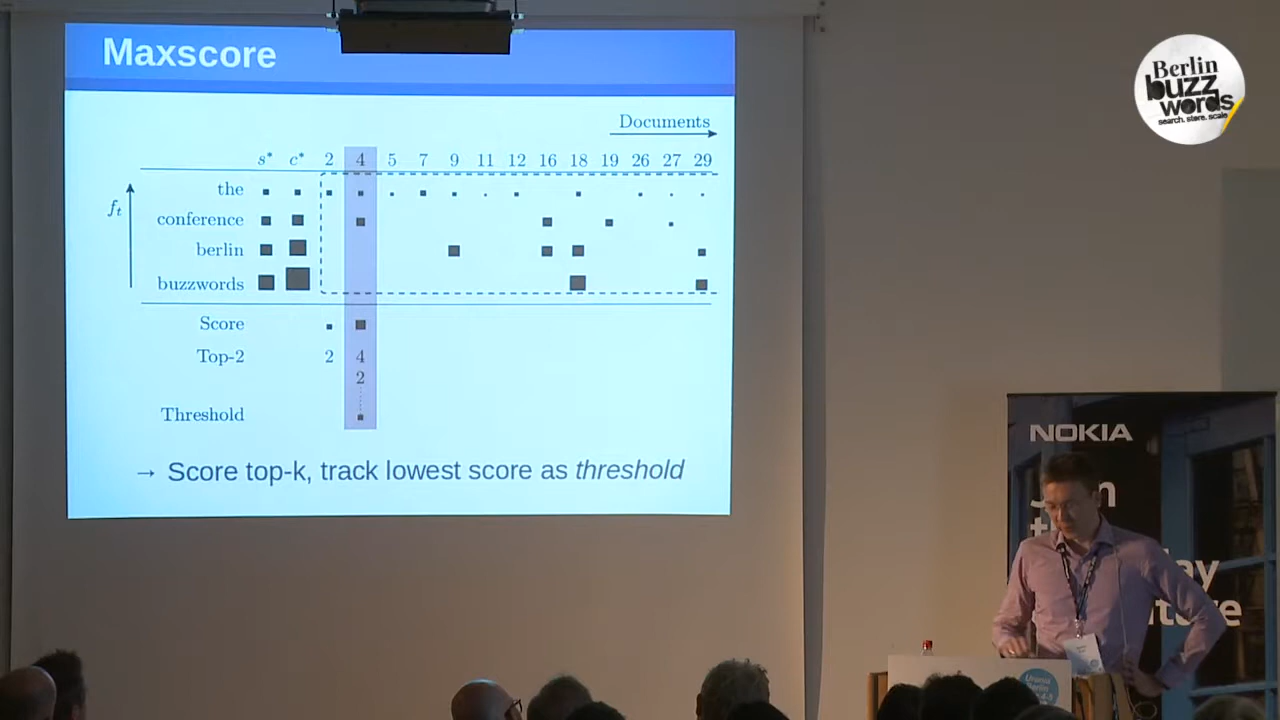 Maxscore
Documents
s* c* 2 4 5 7 9 11 12 16 18 19 26 27 29
the
fₜ
conference
berlin
buzzwords
Score
Top-2 2 4
2
Threshold
→ Score top-k, track lowest score as threshold
Berlin
buzz
words
search. store. scale
NOKIA